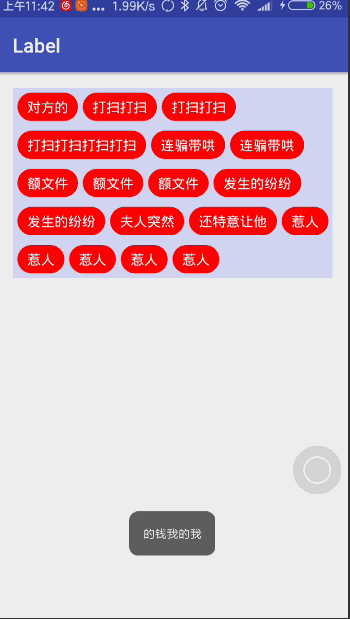 上午11:42 1.99K/s 26%
Label
对方的 打扫打扫 打扫打扫
打扫打扫打扫打扫 连骗带哄 连骗带哄
额文件 额文件 额文件 发生的纷纷
发生的纷纷 夫人突然 还特意让他 惹人
惹人 惹人 惹人 惹人
的钱我的我